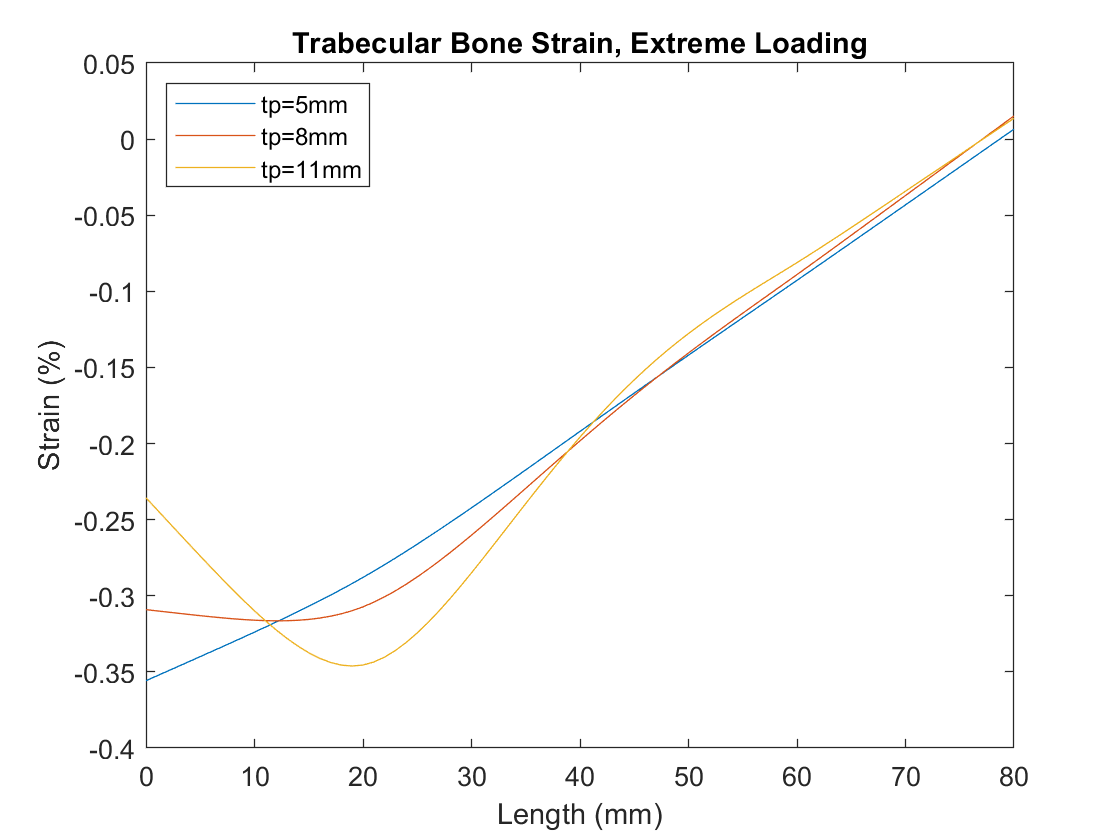 Trabecular Bone Strain, Extreme Loading
0.05
0
-0.05
-0.1
-0.15
-0.2
-0.25
-0.3
-0.35
-0.4
Strain (%)
tp=5mm
tp=8mm
tp=11mm
0 10 20 30 40 50 60 70 80
Length (mm)